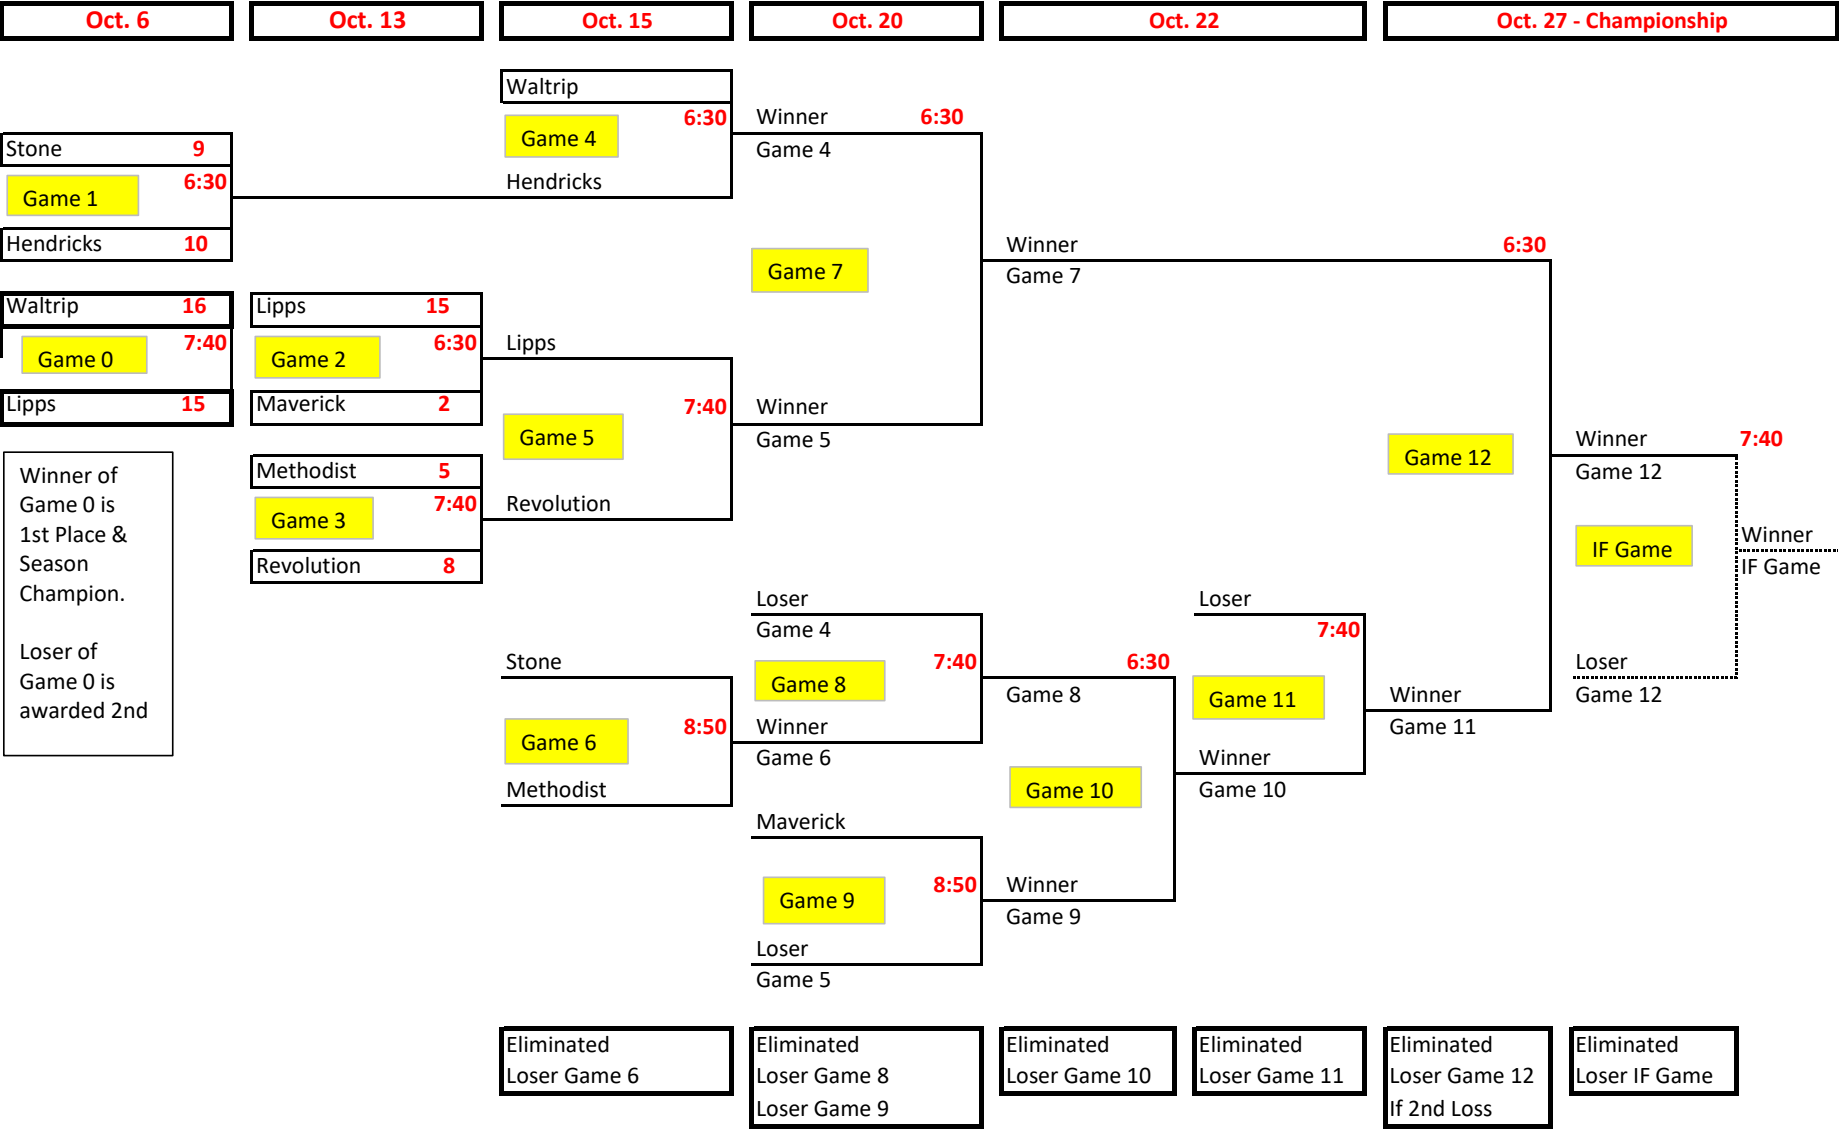 Oct. 6
Oct. 13
Oct. 15
Oct. 20
Oct. 22
Oct. 27 - Championship
Stone 9
6:30
Game 1
Hendricks 10
Waltrip 16
7:40
Game 0
Lipps 15
Winner of
Game 0 is
1st Place &
Season
Champion.
Loser of
Game 0 is
awarded 2nd
Lipps 15
6:30
Game 2
Maverick 2
Methodist 5
7:40
Game 3
Revolution 8
Waltrip
6:30
Game 4
Hendricks
Lipps
7:40
Game 5
Revolution
Stone
8:50
Game 6
Methodist
Eliminated
Loser Game 6
Winner 6:30
Game 4
Game 7
Winner
Game 5
Loser
Game 4
7:40
Game 8
Winner
Game 6
Maverick
8:50
Game 9
Loser
Game 5
Eliminated
Loser Game 8
Loser Game 9
Winner
Game 7
6:30
Game 8
Game 10
Winner
Game 9
Eliminated
Loser Game 10
Loser
7:40
Game 11
Winner
Game 10
Eliminated
Loser Game 11
6:30
Game 12
Winner
Game 11
Eliminated
Loser Game 12
If 2nd Loss
Winner 7:40
Game 12
IF Game
Loser
Game 12
Winner
IF Game
Eliminated
Loser IF Game